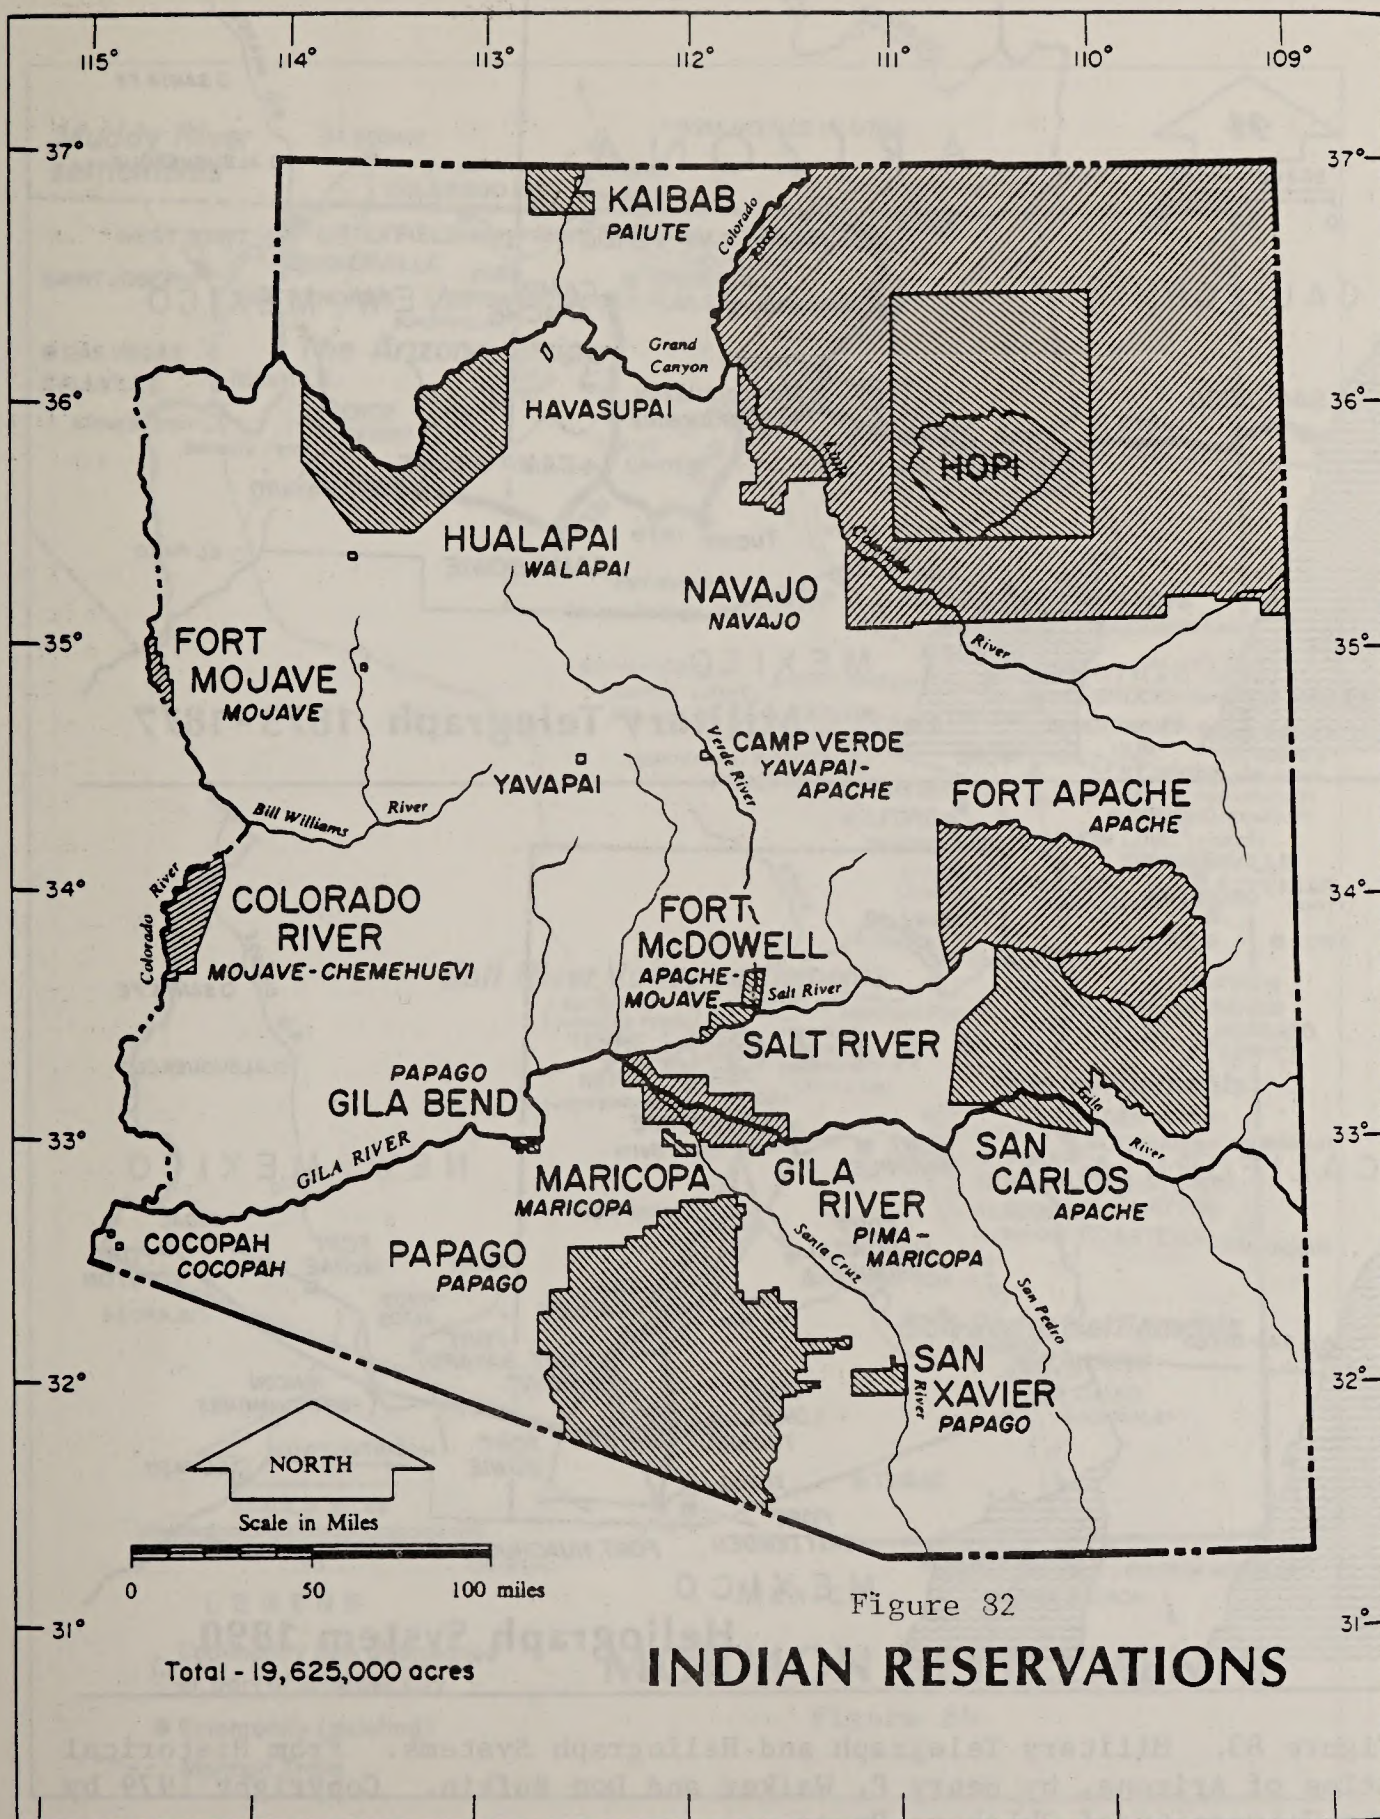 115° 114° 113° 112° 111° 110° 109°
37° 37°
KAIBAB
PAIUTE
Colorado
River
Grand
Canyon
36° 36°
HAVASUPAI
Little
HOPI
HUALAPAI
WALAPAI
Colorado
NAVAJO
NAVAJO
River
35° 35°
FORT
MOJAVE
MOJAVE
Verde River
CAMP VERDE
YAVAPAI-
APACHE
YAVAPAI
FORT APACHE
APACHE
Bill Williams River
34° 34°
Colorado River
COLORADO
RIVER
MOJAVE-CHEMEHUEVI
FORT
McDOWELL
APACHE-
MOJAVE
Salt River
SALT RIVER
PAPAGO
GILA BEND
Gila
River
33° 33°
GILA RIVER
MARICOPA
MARICOPA
GILA
RIVER
PIMA-
MARICOPA
SAN
CARLOS
APACHE
COCOPAH
COCOPAH
PAPAGO
PAPAGO
Santa Cruz
River
San Pedro
32° 32°
SAN
XAVIER
PAPAGO
NORTH
Scale in Miles
0 50 100 miles
Figure 82
31° 31°
Total - 19,625,000 acres
INDIAN RESERVATIONS